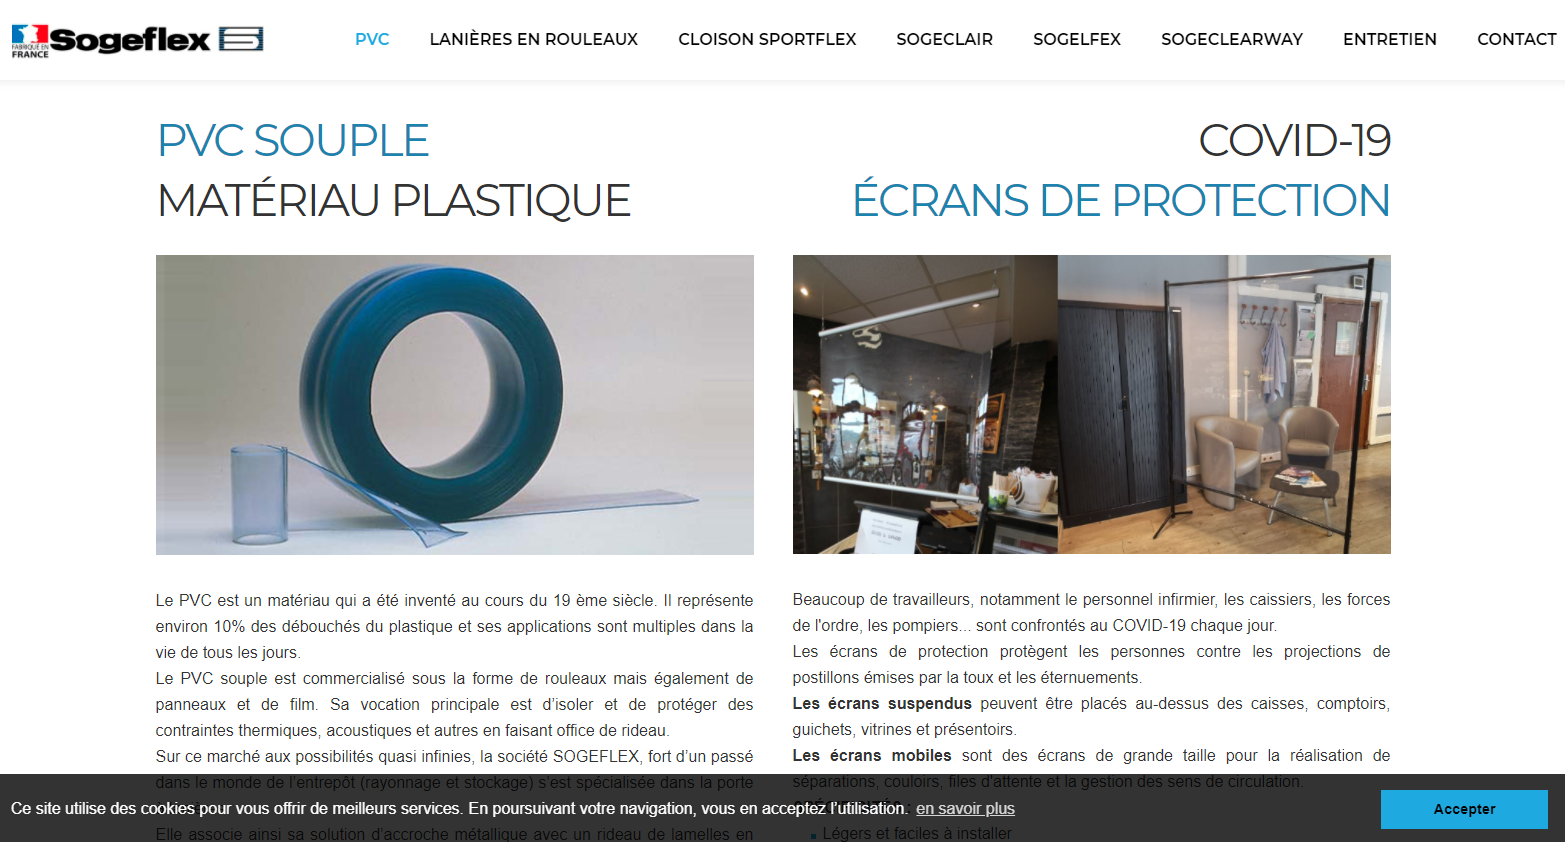 FABRIQUÉ EN
FRANCE
Sogeflex
PVC LANIÈRES EN ROULEAUX CLOISON SPORTFLEX SOGECLAIR SOGELFEX SOGECLEARWAY ENTRETIEN CONTACT
PVC SOUPLE
MATÉRIAU PLASTIQUE
COVID-19
ÉCRANS DE PROTECTION
Le PVC est un matériau qui a été inventé au cours du 19 ème siècle. Il représente
environ 10% des débouchés du plastique et ses applications sont multiples dans la
vie de tous les jours.
Le PVC souple est commercialisé sous la forme de rouleaux mais également de
panneaux et de film. Sa vocation principale est d’isoler et de protéger des
contraintes thermiques, acoustiques et autres en faisant office de rideau.
Sur ce marché aux possibilités quasi infinies, la société SOGEFLEX, fort d’un passé
dans le monde de l’entrepôt (rayonnage et stockage) s’est spécialisée dans la porte
Elle associe ainsi sa solution d’accroche métallique avec un rideau de lamelles en
Beaucoup de travailleurs, notamment le personnel infirmier, les caissiers, les forces
de l'ordre, les pompiers... sont confrontés au COVID-19 chaque jour.
Les écrans de protection protègent les personnes contre les projections de
postillons émises par la toux et les éternuements.
Les écrans suspendus peuvent être placés au-dessus des caisses, comptoirs,
guichets, vitrines et présentoirs.
Les écrans mobiles sont des écrans de grande taille pour la réalisation de
séparations, couloirs, files d'attente et la gestion des sens de circulation.
Légers et faciles à installer
Ce site utilise des cookies pour vous offrir de meilleurs services. En poursuivant votre navigation, vous en acceptez l’utilisation. en savoir plus
Accepter